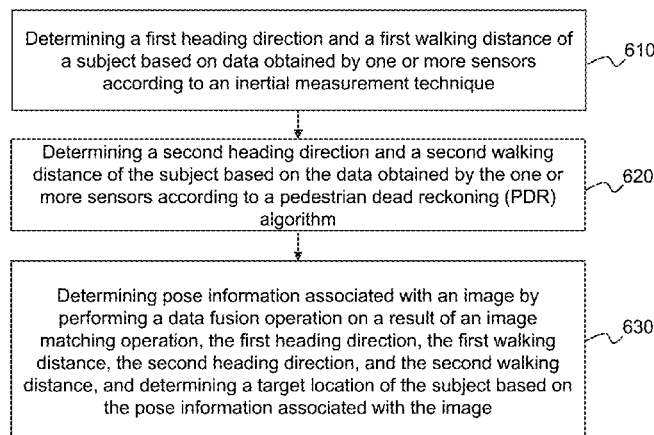 Determining a first heading direction and a first walking distance of
a subject based on data obtained by one or more sensors
according to an inertial measurement technique
610
Determining a second heading direction and a second walking
distance of the subject based on the data obtained by the one or
more sensors according to a pedestrian dead reckoning (PDR)
algorithm
620
Determining pose information associated with an image by
performing a data fusion operation on a result of an image
matching operation, the first heading direction, the first walking
distance, the second heading direction, and the second walking
distance, and determining a target location of the subject based on
the pose information associated with the image
630